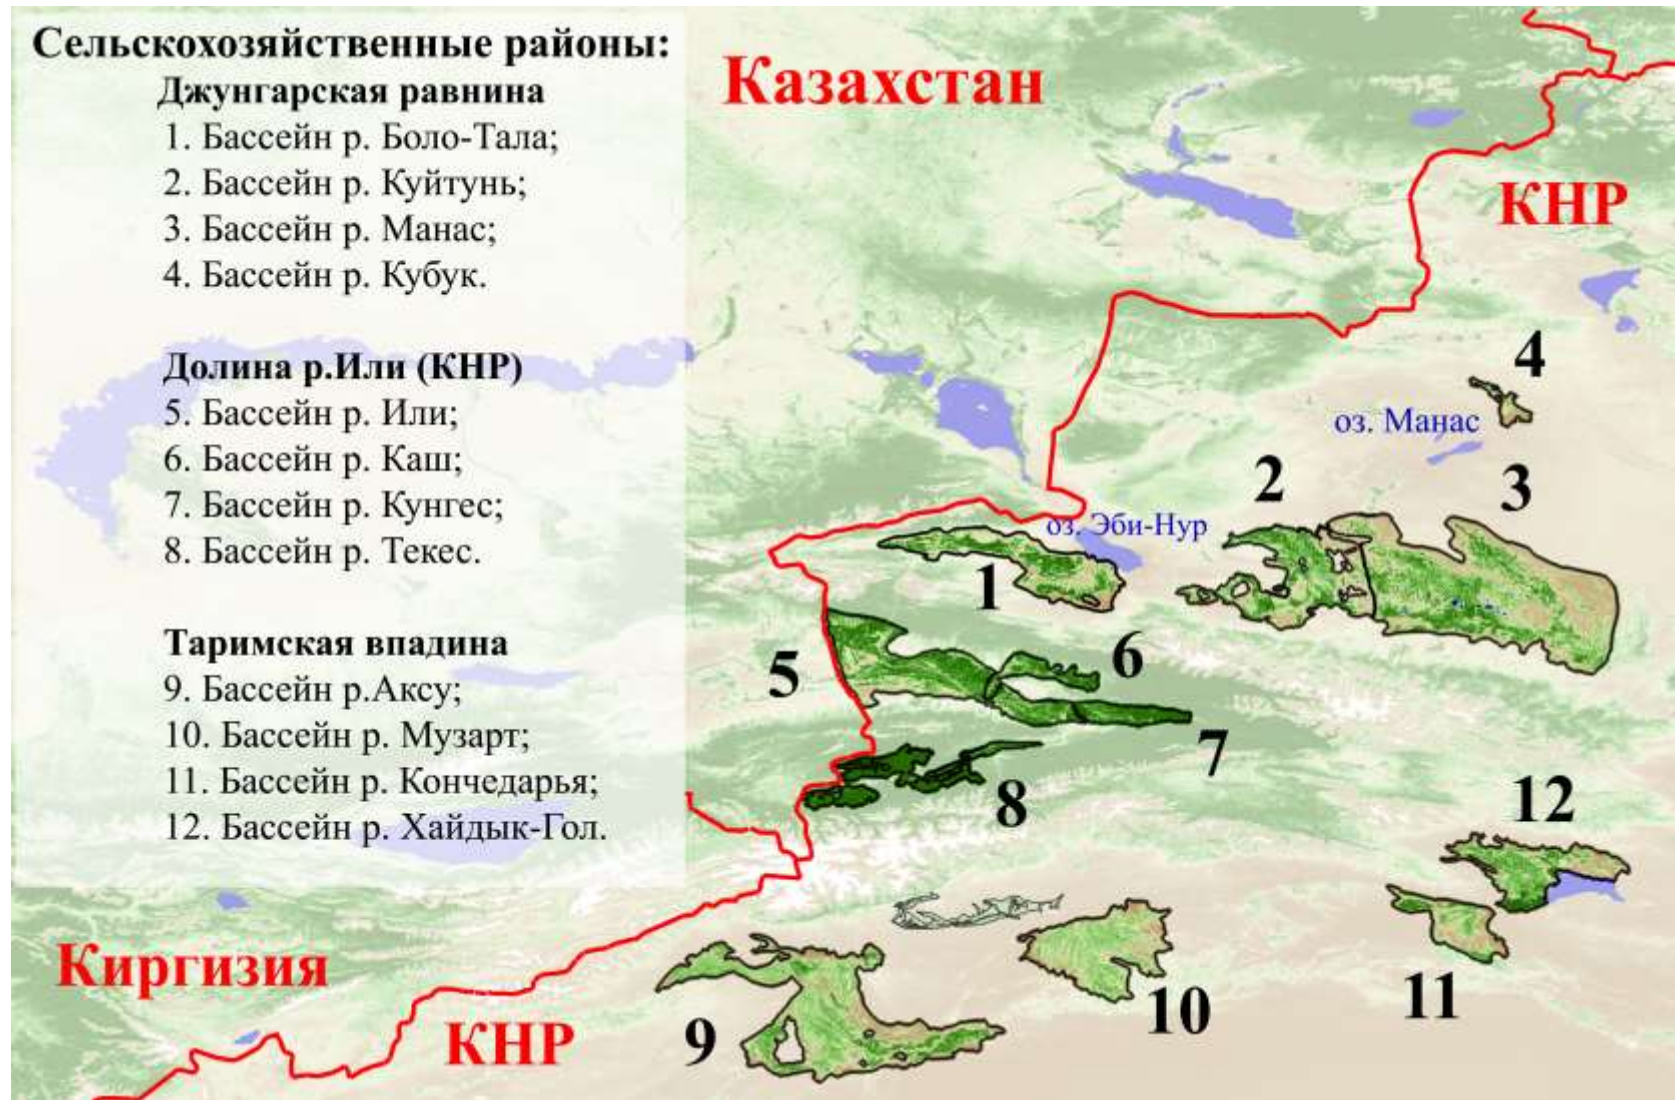 Сельскохозяйственные районы:
Джунгарская равнина
1. Бассейн р. Боло-Тала;
2. Бассейн р. Куйтунь;
3. Бассейн р. Манас;
4. Бассейн р. Кубук.
Долина р.Или (КНР)
5. Бассейн р. Или;
6. Бассейн р. Каш;
7. Бассейн р. Кунгес;
8. Бассейн р. Текес.
Таримская впадина
9. Бассейн р.Аксу;
10. Бассейн р. Музарт;
11. Бассейн р. Кончедарья;
12. Бассейн р. Хайдык-Гол.
Казахстан
КНР
4
оз. Манас
2
3
оз. Эби-Нур
1
5
6
7
8
12
Киргизия
КНР
9
10
11